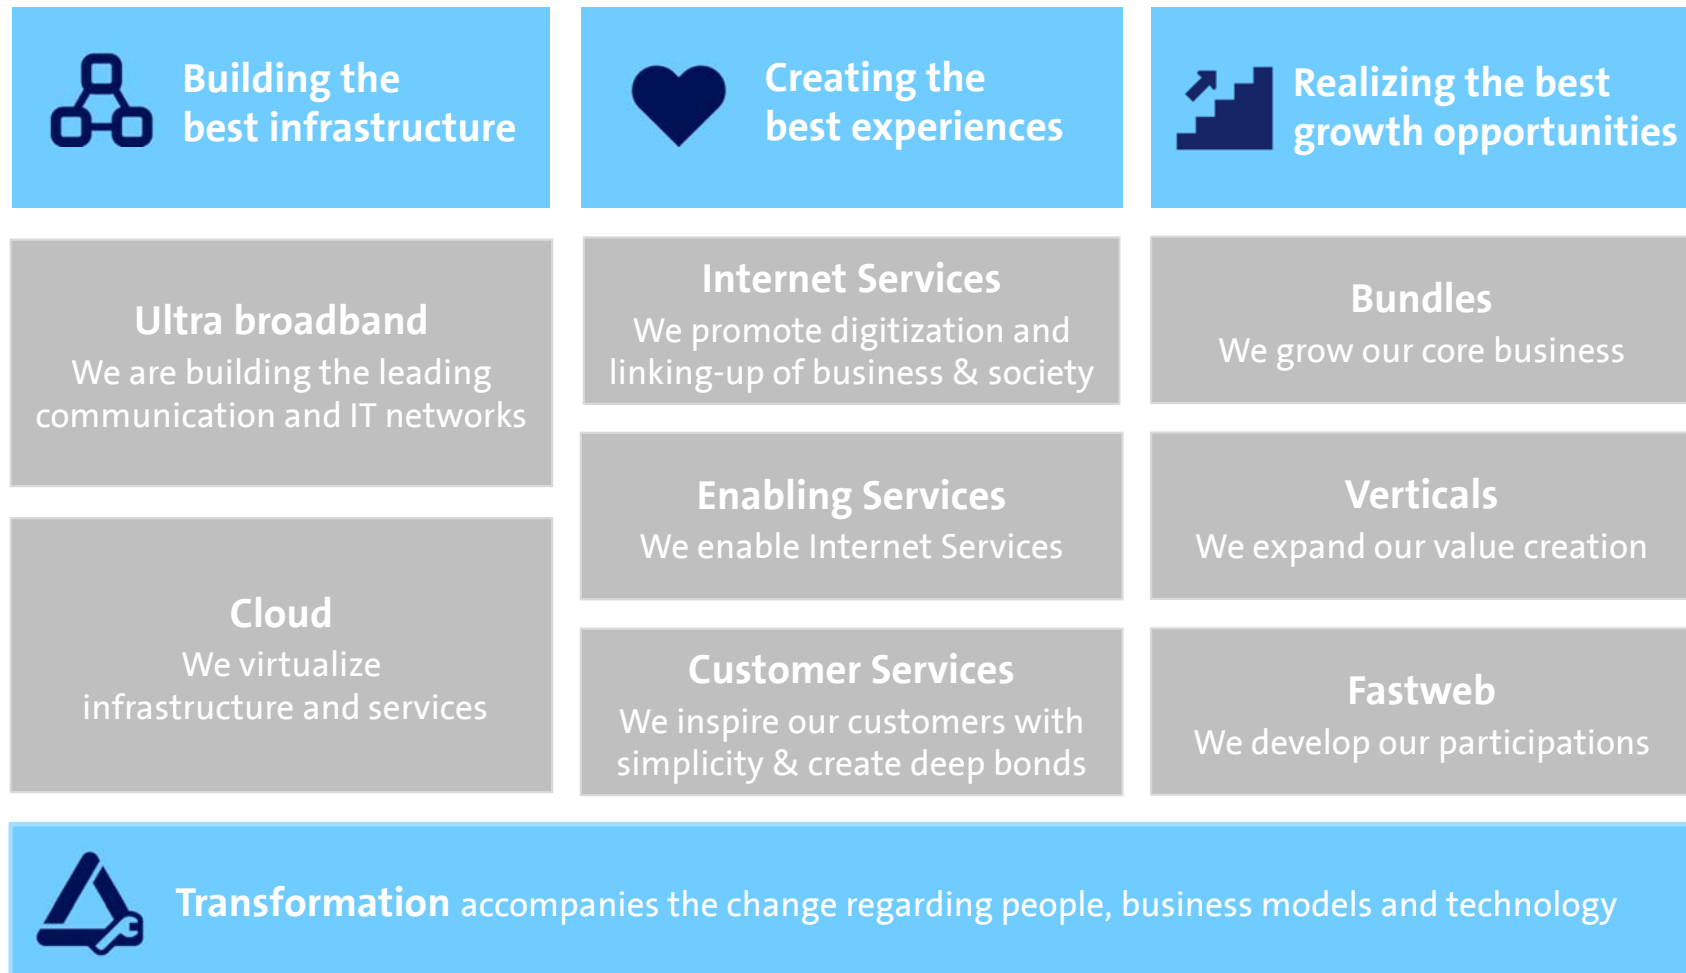 Building the
best infrastructure
Creating the
best experiences
Realizing the best
growth opportunities
Ultra broadband
We are building the leading
communication and IT networks
Cloud
We virtualize
infrastructure and services
Internet Services
We promote digitization and
linking-up of business & society
Enabling Services
We enable Internet Services
Customer Services
We inspire our customers with
simplicity & create deep bonds
Bundles
We grow our core business
Verticals
We expand our value creation
Fastweb
We develop our participations
Transformation accompanies the change regarding people, business models and technology